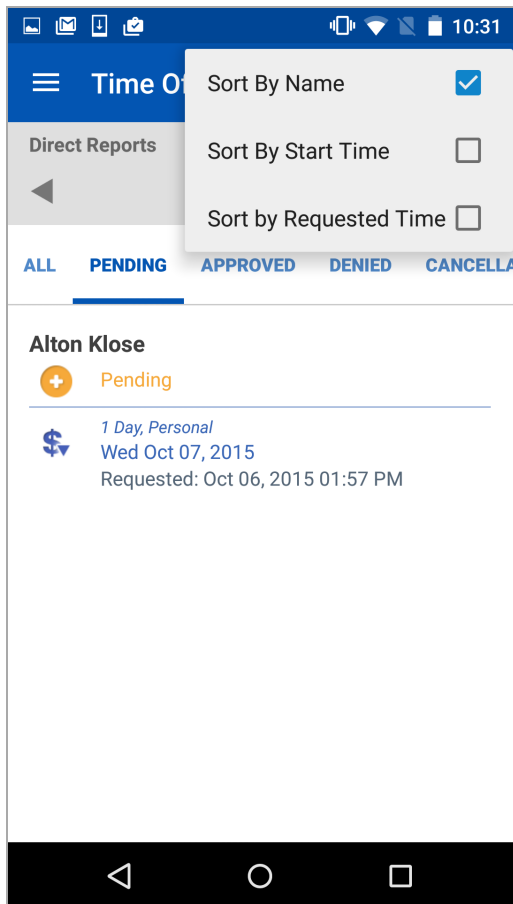 10:31
Time Of
Sort By Name
Sort By Start Time
Sort by Requested Time
Direct Reports
ALL PENDING APPROVED DENIED CANCELLA
Alton Klose
Pending
1 Day, Personal
Wed Oct 07, 2015
Requested: Oct 06, 2015 01:57 PM